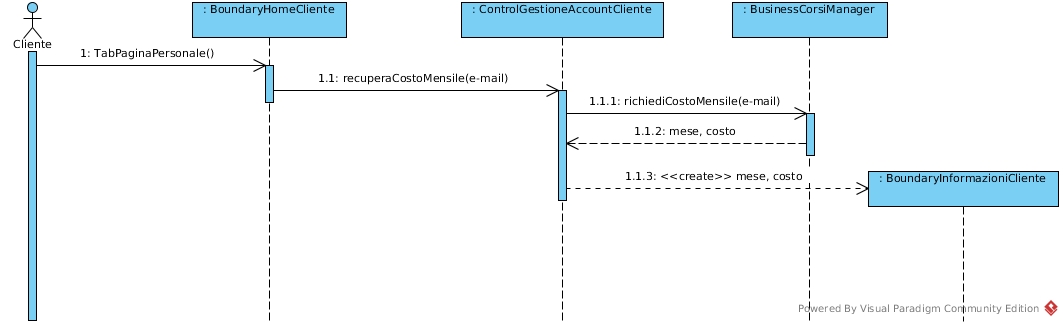 : BoundaryHomeCliente
: ControlGestioneAccountCliente
: BusinessCorsiManager
Cliente
1: TabPaginaPersonale()
1.1: recuperaCostoMensile(e-mail)
1.1.1: richiediCostoMensile(e-mail)
1.1.2: mese, costo
1.1.3: <<create>> mese, costo
: BoundaryInformazioniCliente
Powered By Visual Paradigm Community Edition